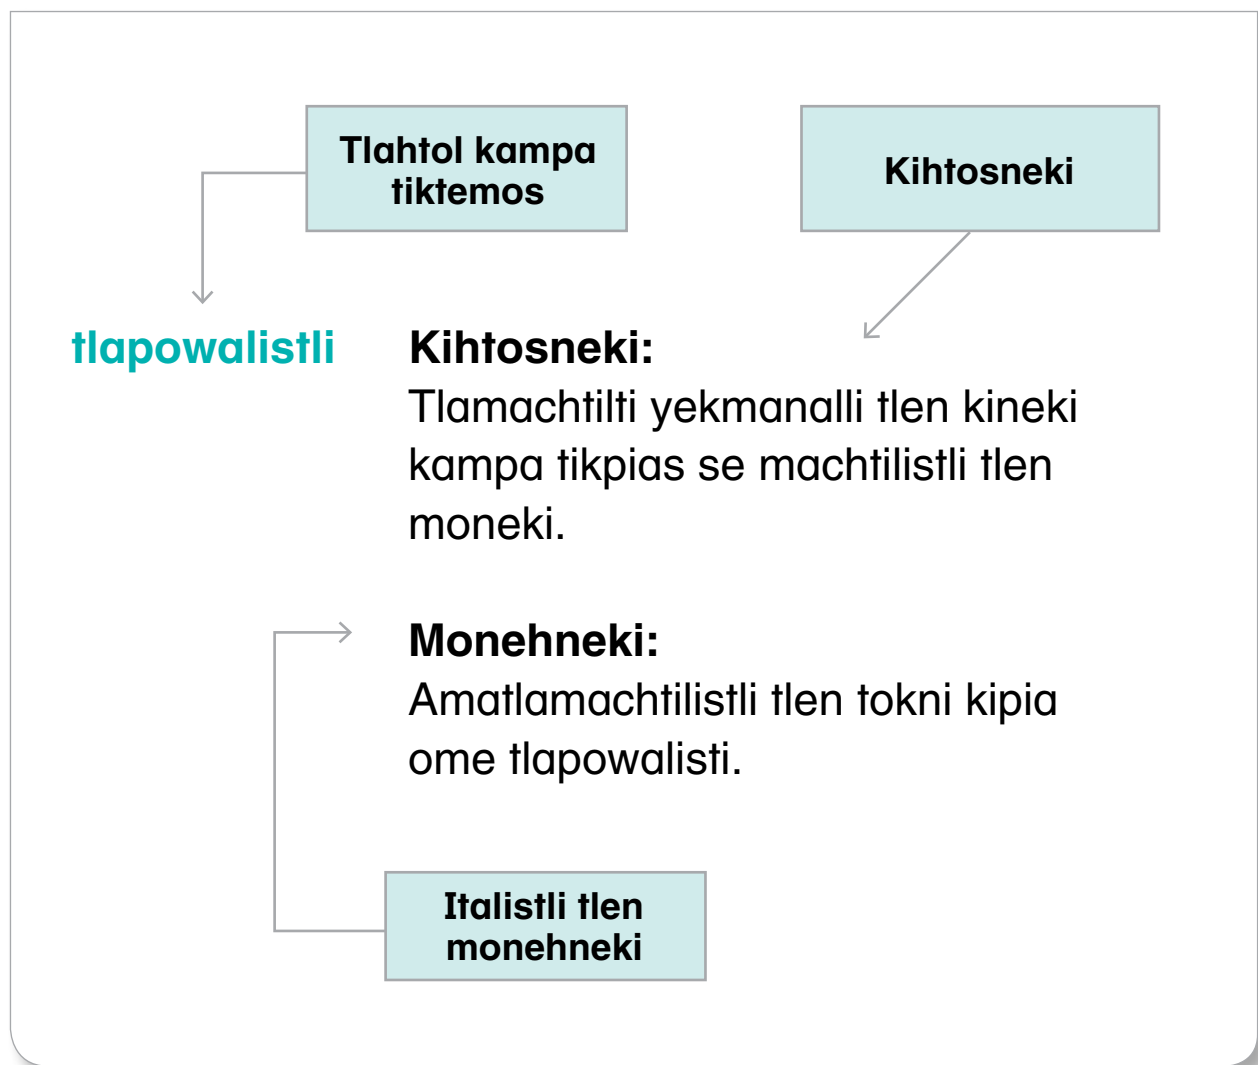 Tlahtol kampa
tiktemos
Kihtosneki
tlapowalistli
Kihtosneki:
Tlamachtilti yekmanalli tlen kineki
kampa tikpias se machtilistli tlen
moneki.
Monehneki:
Amatlamachtilistli tlen tokni kipia
ome tlapowalisti.
Italistli tlen
monehneki